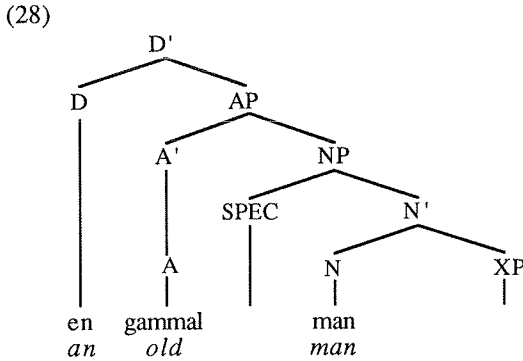 (28)
D'
D AP
A' NP
SPEC N'
A N XP
en gammal man
an old man